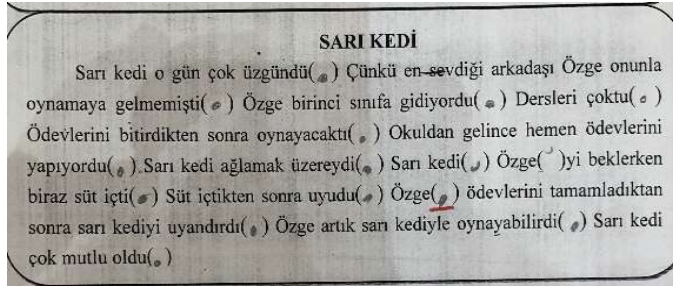 SARI KEDİ
Sarı kedi o gün çok üzgündü(.) Çünkü en sevdiği arkadaşı Özge onunla
oynamaya gelmemişti(.) Özge birinci sınıfa gidiyordu(.) Dersleri çoktu(.)
Ödevlerini bitirdikten sonra oynayacaktı(.) Okuldan gelince hemen ödevlerini
yapıyordu(.) Sarı kedi ağlamak üzereydi(.) Sarı kedi(,) Özge(')yi beklerken
biraz süt içti(.) Süt içtikten sonra uyudu(.) Özge(,) ödevlerini tamamladıktan
sonra sarı kediyi uyandırdı(.) Özge artık sarı kediyle oynayabilirdi(.) Sarı kedi
çok mutlu oldu(.)